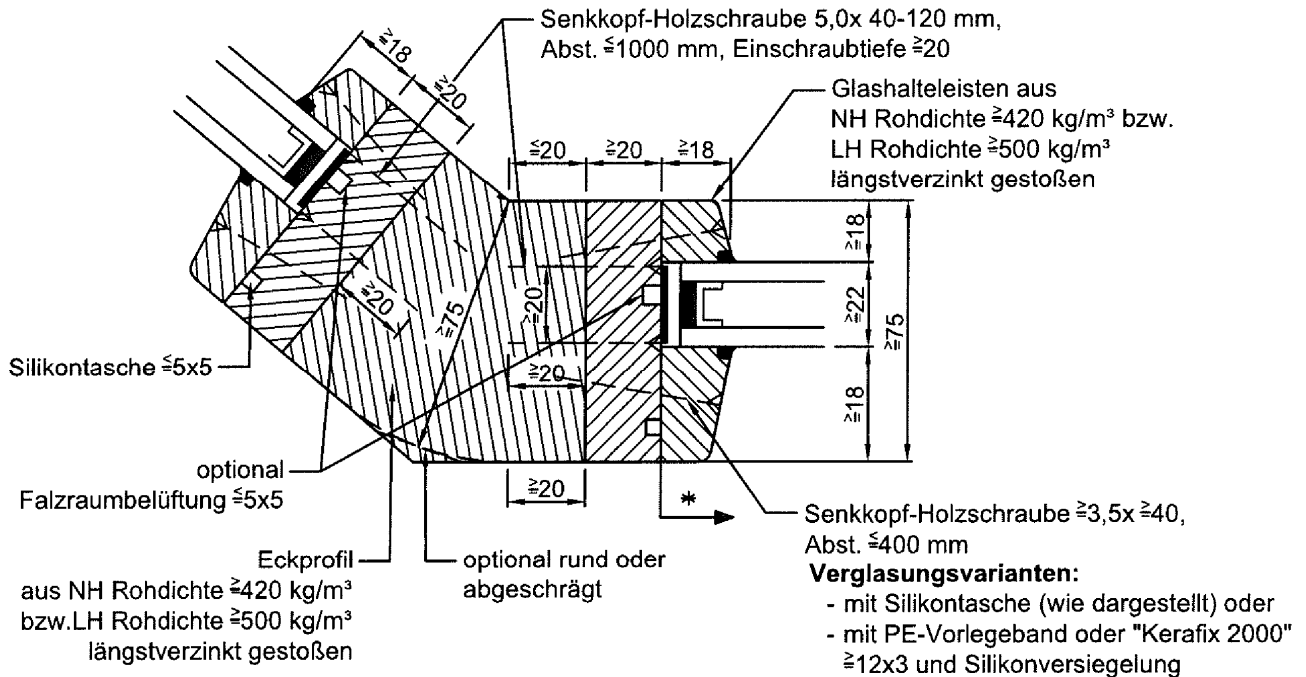 Senkkopf-Holzschraube 5,0x 40-120 mm,
Abst. ≦1000 mm, Einschraubtiefe ≧20
Glashalteleisten aus
NH Rohdichte ≧420 kg/m³ bzw.
LH Rohdichte ≧500 kg/m³
längstverzinkt gestoßen
≧18
≧20
≦20
≧20
≧18
≧18
≧22
≧75
≧18
≧20
≧75
≧20
≧20
≧20
*
Silikontasche ≦5x5
optional
Falzraumbelüftung ≦5x5
Eckprofil
aus NH Rohdichte ≧420 kg/m³
bzw.LH Rohdichte ≧500 kg/m³
längstverzinkt gestoßen
optional rund oder
abgeschrägt
Senkkopf-Holzschraube ≧3,5x ≧40,
Abst. ≦400 mm
Verglasungsvarianten:
- mit Silikontasche (wie dargestellt) oder
- mit PE-Vorlegeband oder "Kerafix 2000"
≧12x3 und Silikonversiegelung